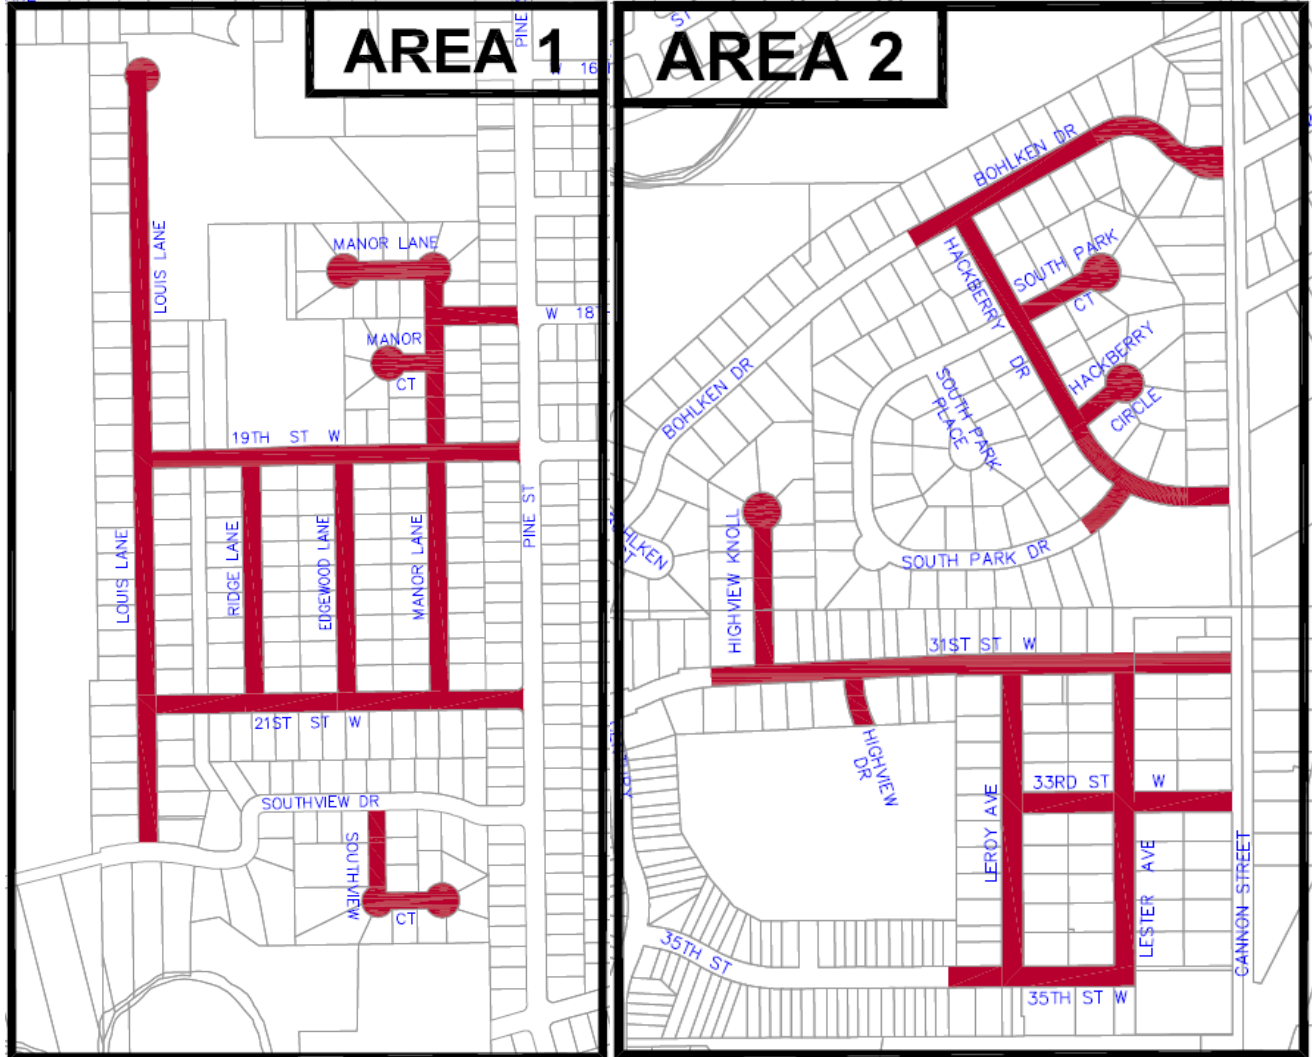 AREA 1
PINE
W 16
LOUIS LANE
MANOR LANE
W 18
MANOR
CT
19TH ST W
PINE ST
LOUIS LANE
RIDGE LANE
EDGEWOOD LANE
MANOR LANE
21ST ST W
SOUTHVIEW DR
SOUTHVIEW
CT
AREA 2
ST
BOHLKEN DR
HACKBERRY
DR
SOUTH PARK
CT
HACKBERRY
CIRCLE
BOHLKEN DR
SOUTH PARK
PLACE
HIGHVIEW KNOLL
SOUTH PARK DR
31ST ST W
HIGHVIEW
DR
33RD ST W
LEROY AVE
LESTER AVE
CANNON STREET
35TH ST
35TH ST W